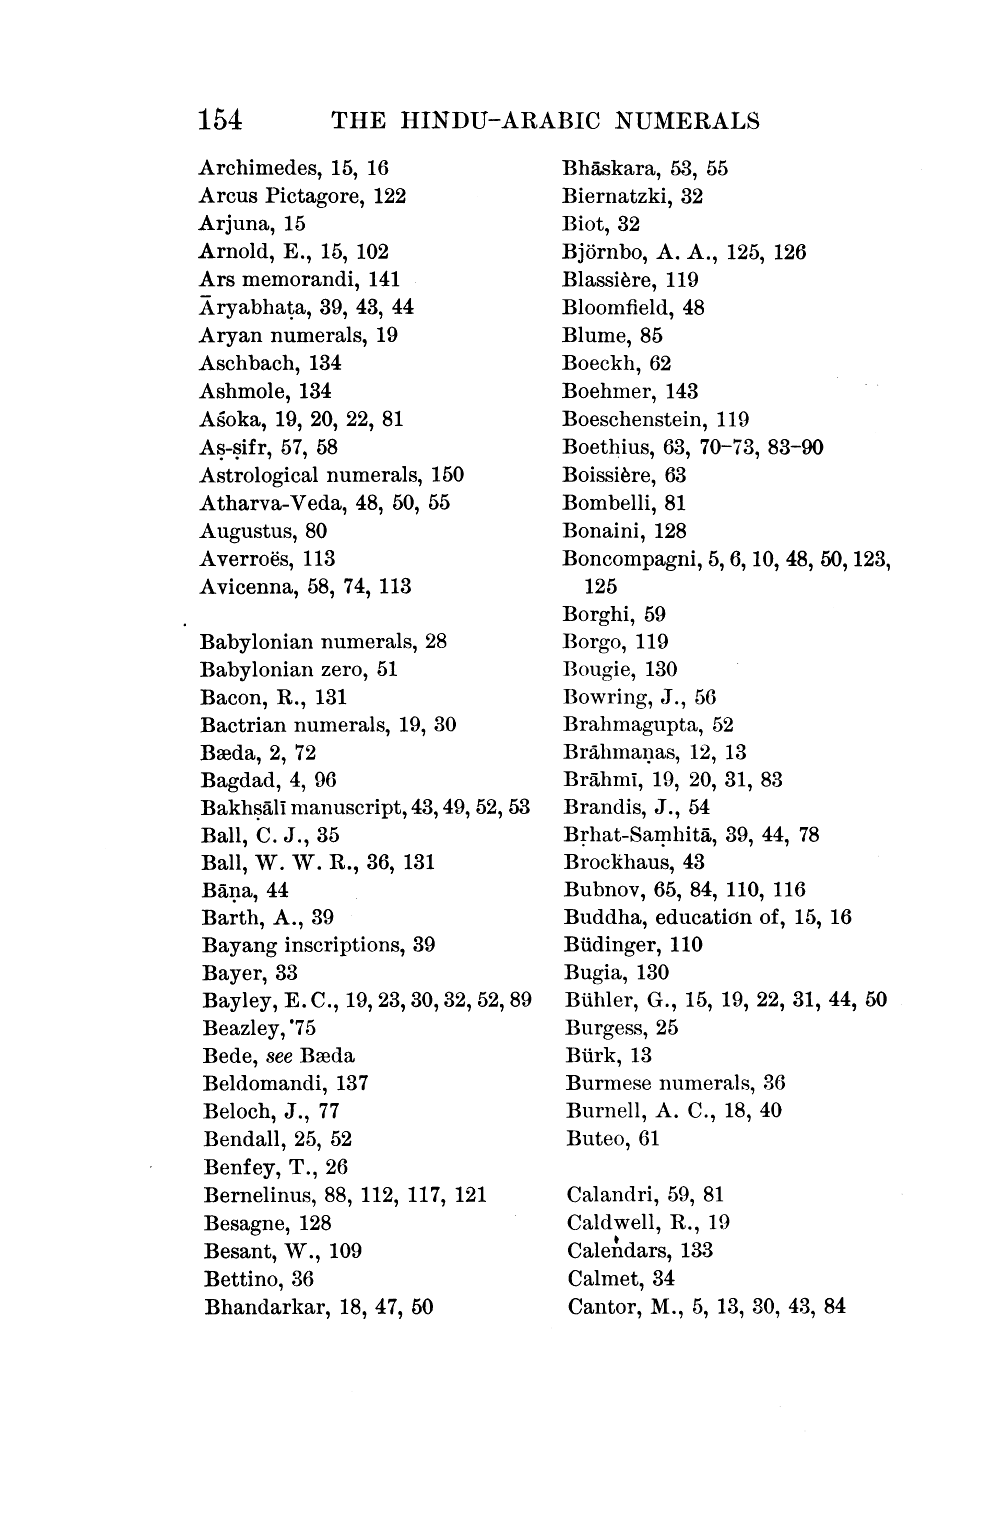 154 THE HINDU-ARABIC NUMERALS
Archimedes, 15, 16
Arcus Pictagore, 122
Arjuna, 15
Arnold, E., 15, 102
Ars memorandi, 141
Āryabhaṭa, 39, 43, 44
Aryan numerals, 19
Aschbach, 134
Ashmole, 134
Aśoka, 19, 20, 22, 81
Aṣ-ṣifr, 57, 58
Astrological numerals, 150
Atharva-Veda, 48, 50, 55
Augustus, 80
Averroës, 113
Avicenna, 58, 74, 113
Babylonian numerals, 28
Babylonian zero, 51
Bacon, R., 131
Bactrian numerals, 19, 30
Bæda, 2, 72
Bagdad, 4, 96
Bakhṣālī manuscript, 43, 49, 52, 53
Ball, C. J., 35
Ball, W. W. R., 36, 131
Bāṇa, 44
Barth, A., 39
Bayang inscriptions, 39
Bayer, 33
Bayley, E. C., 19, 23, 30, 32, 52, 89
Beazley, 75
Bede, see Bæda
Beldomandi, 137
Beloch, J., 77
Bendall, 25, 52
Benfey, T., 26
Bernelinus, 88, 112, 117, 121
Besagne, 128
Besant, W., 109
Bettino, 36
Bhandarkar, 18, 47, 50
Bhāskara, 53, 55
Biernatzki, 32
Biot, 32
Björnbo, A. A., 125, 126
Blassière, 119
Bloomfield, 48
Blume, 85
Boeckh, 62
Boehmer, 143
Boeschenstein, 119
Boethius, 63, 70-73, 83-90
Boissière, 63
Bombelli, 81
Bonaini, 128
Boncompagni, 5, 6, 10, 48, 50, 123,
125
Borghi, 59
Borgo, 119
Bougie, 130
Bowring, J., 56
Brahmagupta, 52
Brāhmaṇas, 12, 13
Brāhmī, 19, 20, 31, 83
Brandis, J., 54
Bṛhat-Saṃhitā, 39, 44, 78
Brockhaus, 43
Bubnov, 65, 84, 110, 116
Buddha, education of, 15, 16
Büdinger, 110
Bugia, 130
Bühler, G., 15, 19, 22, 31, 44, 50
Burgess, 25
Bürk, 13
Burmese numerals, 36
Burnell, A. C., 18, 40
Buteo, 61
Calandri, 59, 81
Caldwell, R., 19
Calendars, 133
Calmet, 34
Cantor, M., 5, 13, 30, 43, 84